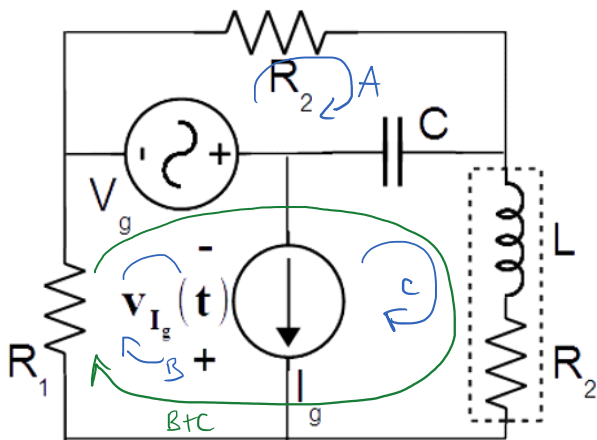 R2
A
C
- +
Vg
-
L
vIg(t)
C
B
+
R1
R2
Ig
B+C